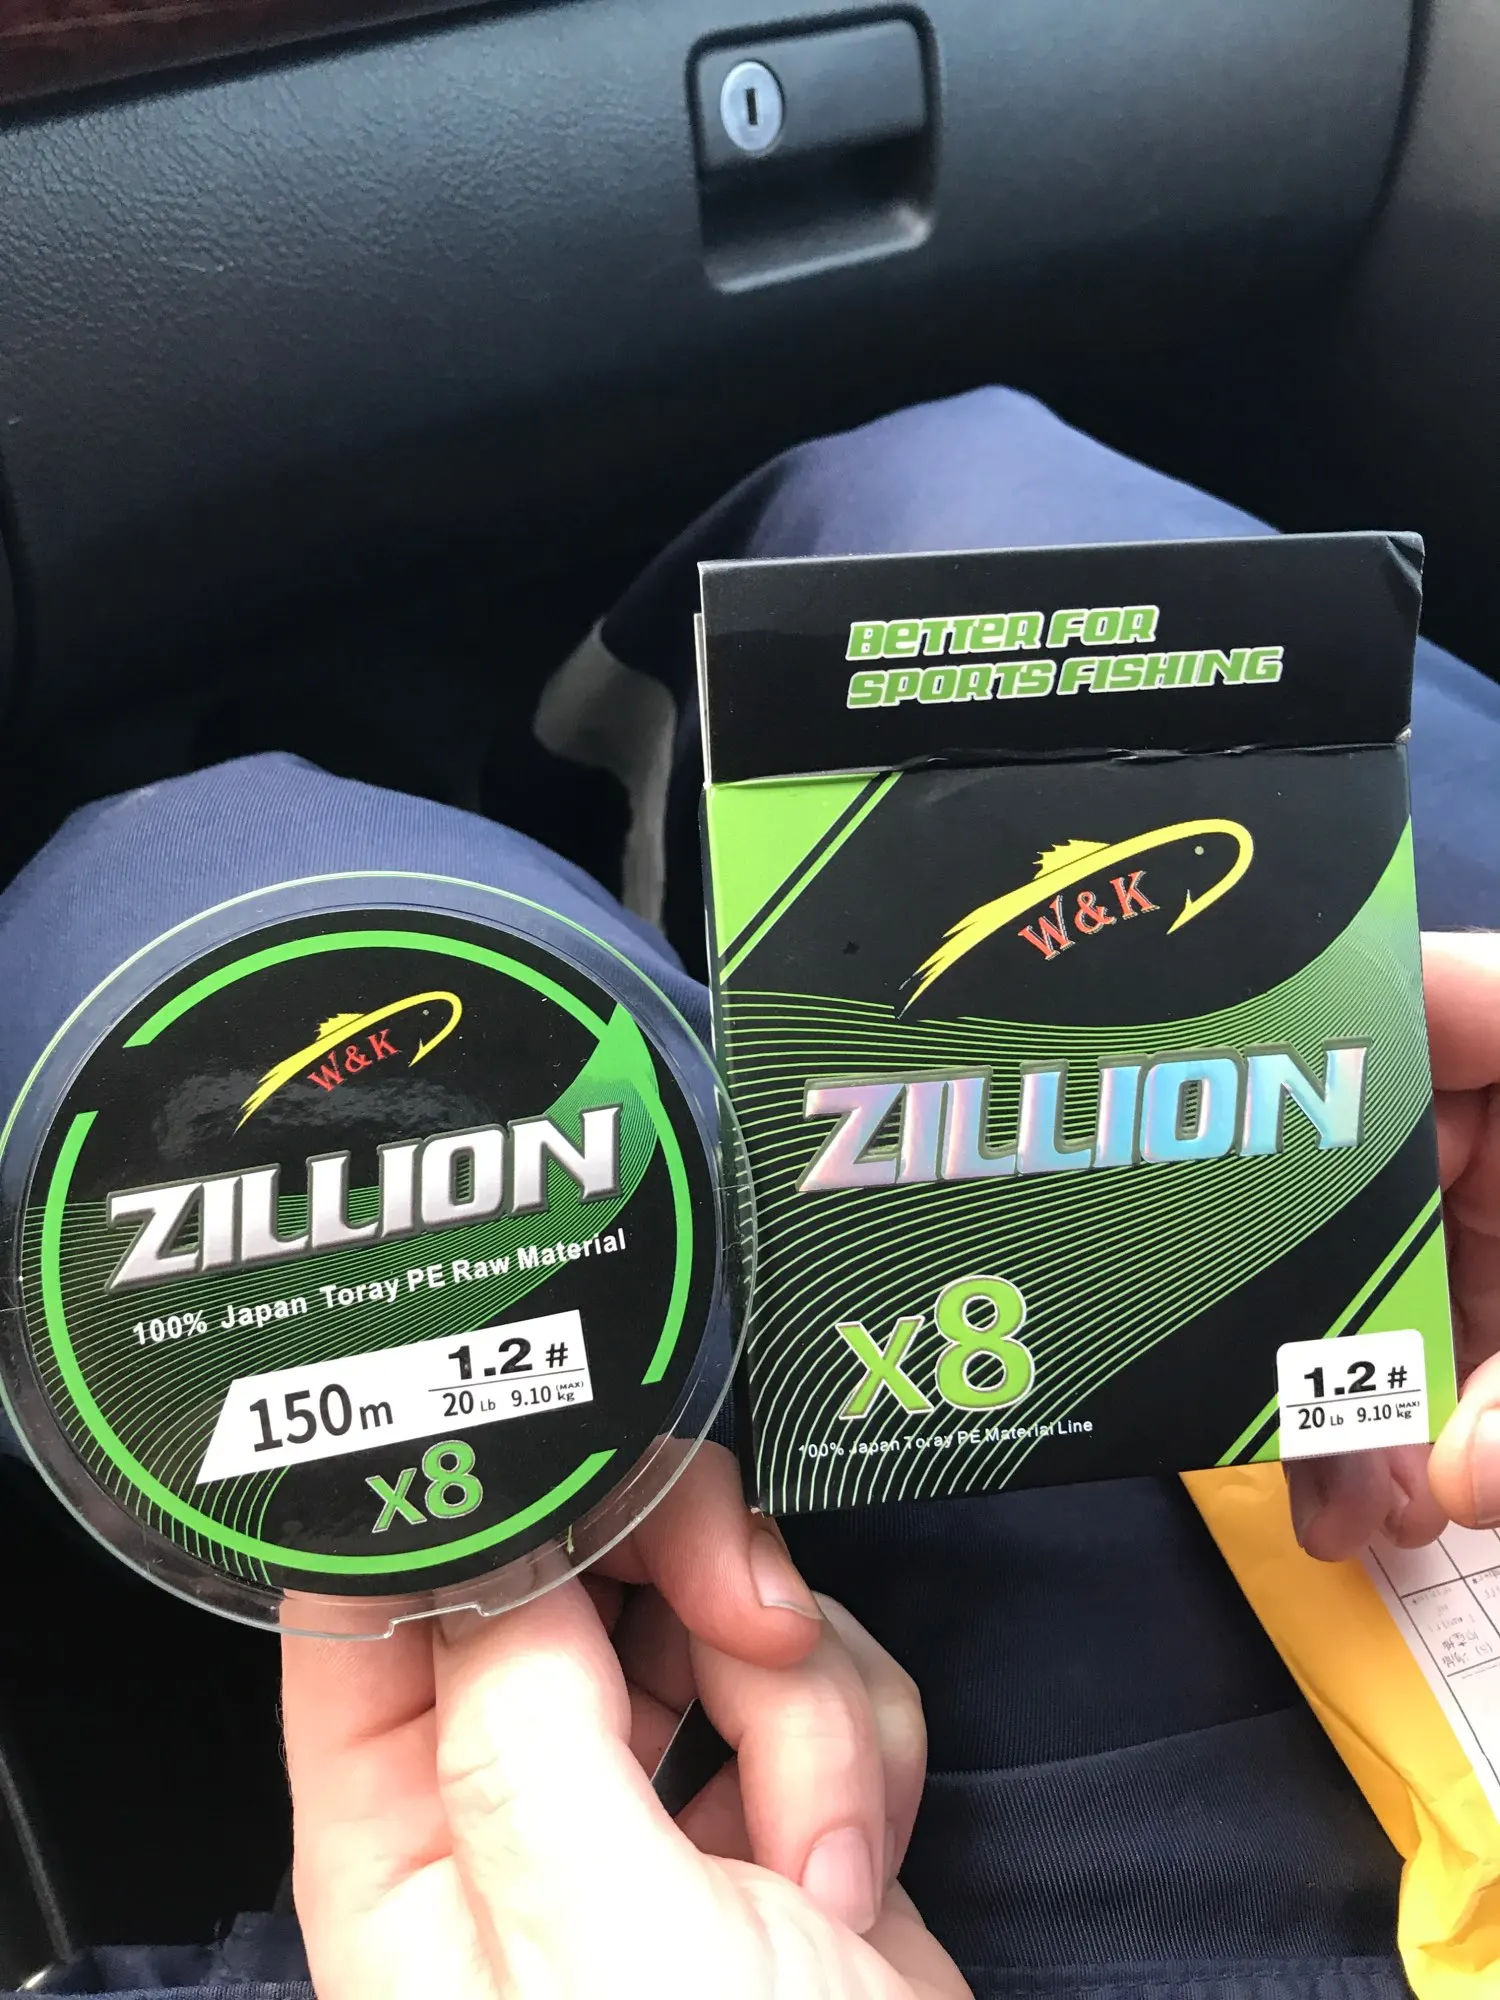 BETTER FOR
SPORTS FISHING
W&K
ZILLION
x8
100% Japan Toray PE Material Line
1.2#
20 Lb 9.10 (MAX) kg
W&K
ZILLION
100% Japan Toray PE Raw Material
150m
1.2#
20 Lb 9.10 (MAX) kg
x8